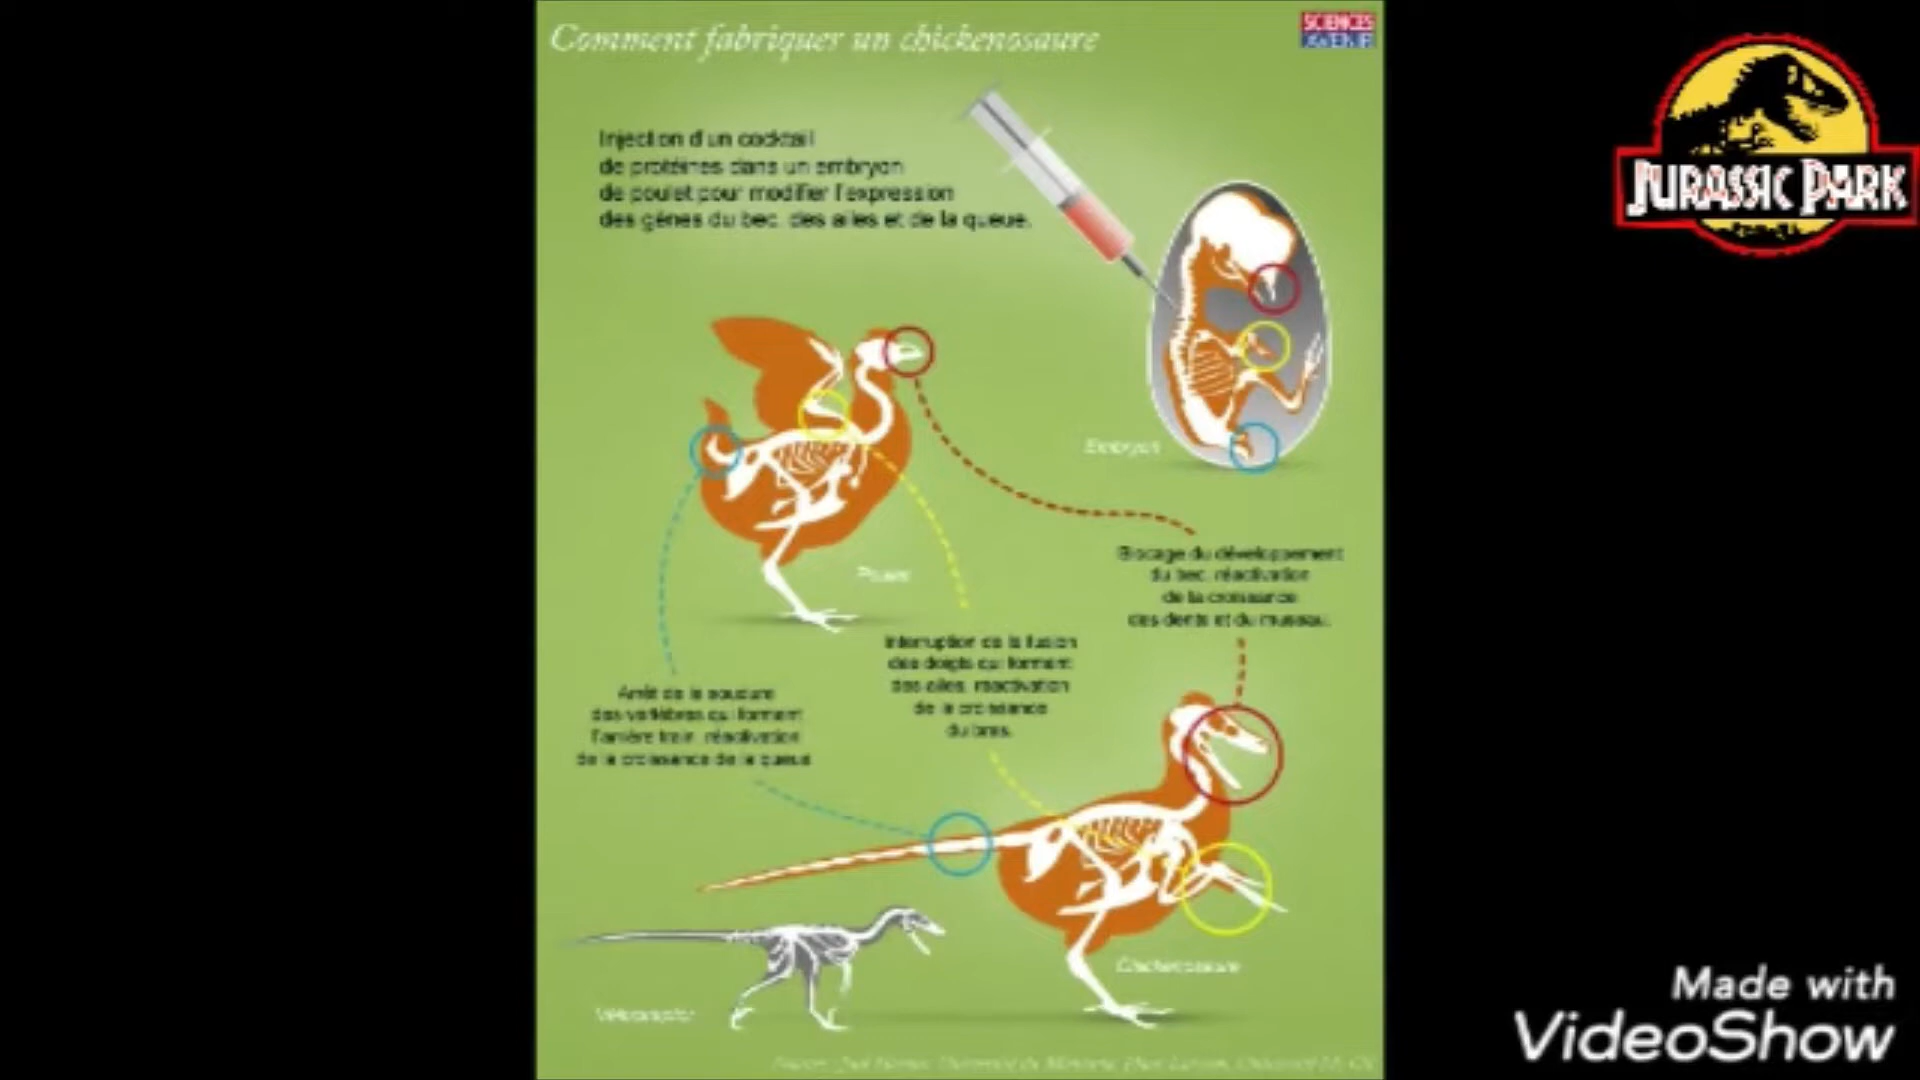 Comment fabriquer un chickenosaure
SCIENCES
AVENIR
JURASSIC PARK
Injection d'un cocktail
de protéines dans un embryon
de poulet pour modifier l'expression
des gènes du bec, des ailes et de la queue.
Embryon
Poulet
Blocage du développement
du bec, réactivation
de la croissance
des dents et du museau.
Interruption de la fusion
des doigts qui forment
des ailes, réactivation
de la croissance
du bras.
Arrêt de la soudure
des vertèbres qui forment
l'arrière train, réactivation
de la croissance de la queue
Chickenosaure
Vélociraptor
Made with
VideoShow